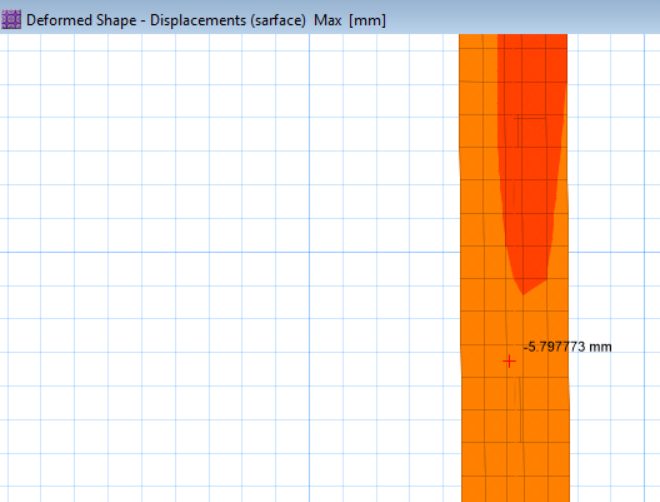 Deformed Shape - Displacements (sarface) Max [mm]
-5.797773 mm